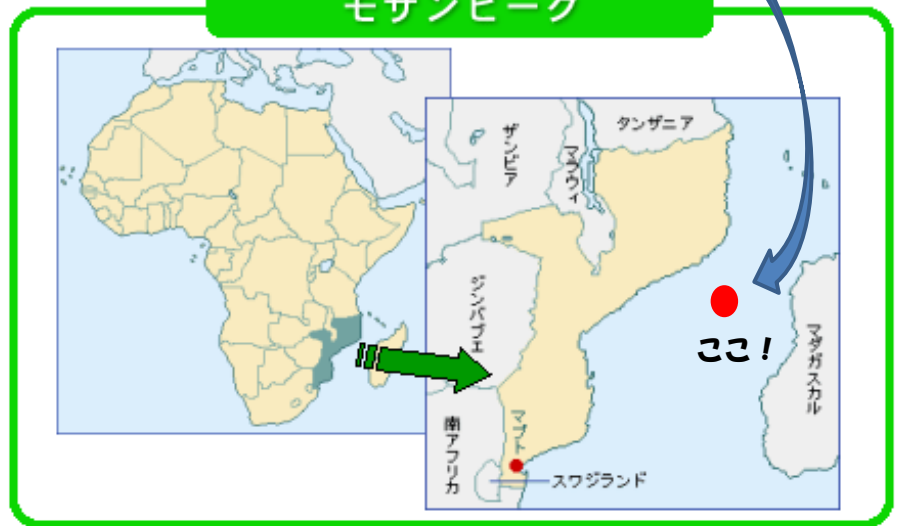 モザンビーク
タンザニア
ザンビア
マラウィ
ジンバブエ
ここ！
マダガスカル
マプト
南アフリカ
スワジランド